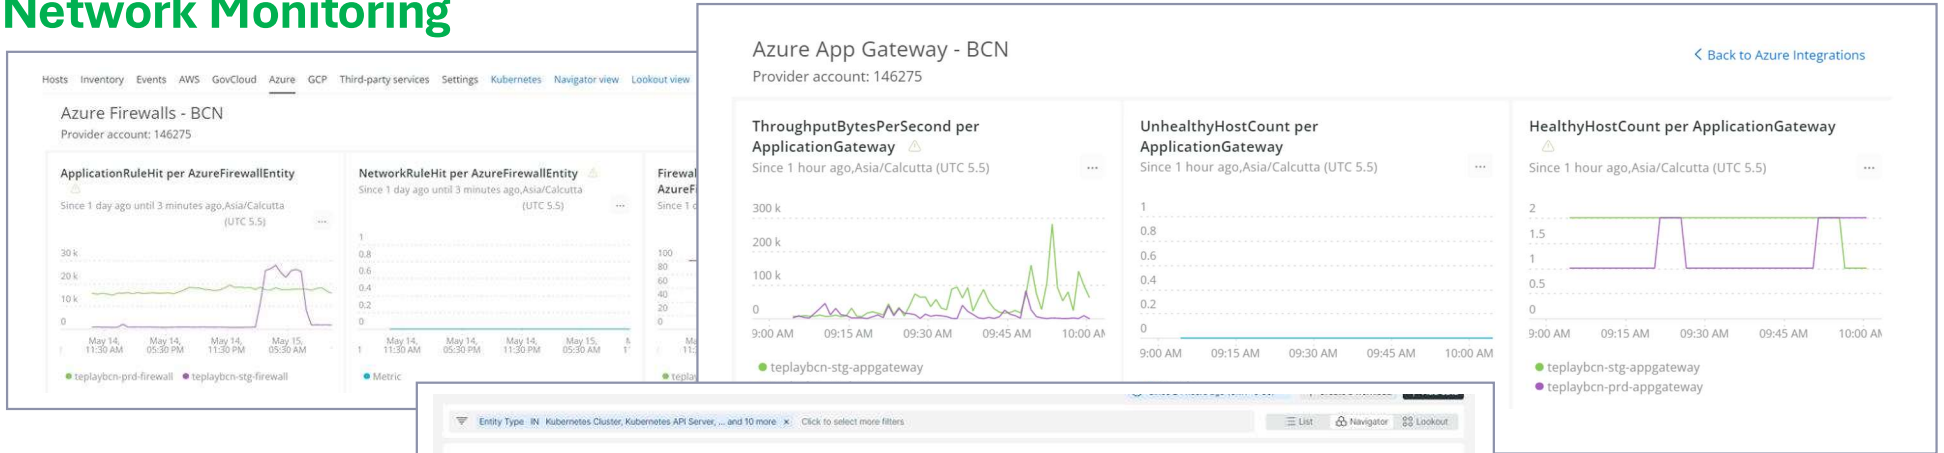 Network Monitoring
Hosts Inventory Events AWS GovCloud Azure GCP Third-party services Settings Kubernetes Navigator view Lookout view
Azure Firewalls - BCN
Provider account: 146275
ApplicationRuleHit per AzureFirewallEntity
Since 1 day ago until 3 minutes ago,Asia/Calcutta
(UTC 5.5)
...
30 k
20 k
10 k
0
May 14, May 14, May 14, May 15,
11:30 AM 05:30 PM 11:30 PM 05:30 AM
teplaybcn-prd-firewall teplaybcn-stg-firewall
NetworkRuleHit per AzureFirewallEntity
Since 1 day ago until 3 minutes ago,Asia/Calcutta
(UTC 5.5)
...
1
0.8
0.6
0.4
0.2
0
May 14, May 14, May 14, May 15,
11:30 AM 05:30 PM 11:30 PM 05:30 AM
Metric
Firewal
AzureFi
Since 1
100
80
60
40
20
0
Azure App Gateway - BCN
Provider account: 146275
Back to Azure Integrations
ThroughputBytesPerSecond per
ApplicationGateway
Since 1 hour ago,Asia/Calcutta (UTC 5.5)
...
300 k
200 k
100 k
0
9:00 AM 09:15 AM 09:30 AM 09:45 AM 10:00 AM
teplaybcn-stg-appgateway
UnhealthyHostCount per
ApplicationGateway
Since 1 hour ago,Asia/Calcutta (UTC 5.5)
...
1
0.8
0.6
0.4
0.2
0
9:00 AM 09:15 AM 09:30 AM 09:45 AM 10:00 AM
HealthyHostCount per ApplicationGateway
Since 1 hour ago,Asia/Calcutta (UTC 5.5)
...
2
1.5
1
0.5
0
9:00 AM 09:15 AM 09:30 AM 09:45 AM 10:00 AM
teplaybcn-stg-appgateway
teplaybcn-prd-appgateway
Entity Type IN Kubernetes Cluster, Kubernetes API Server, ... and 10 more × Click to select more filters
List Navigator Lookout